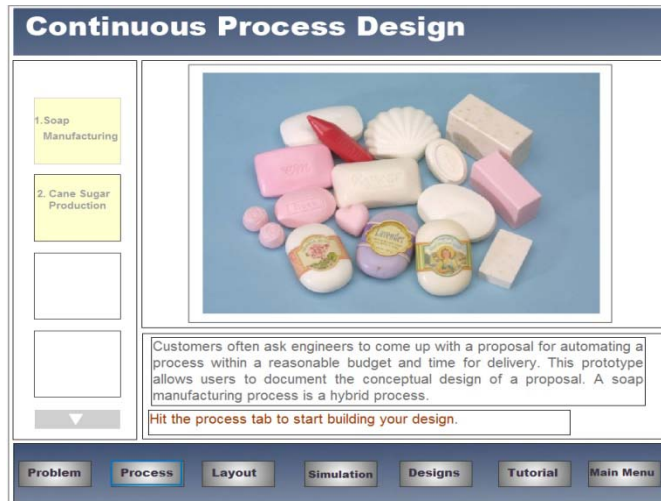 Continuous Process Design
1.Soap
Manufacturing
2. Cane Sugar
Production
Lavender
Customers often ask engineers to come up with a proposal for automating a
process within a reasonable budget and time for delivery. This prototype
allows users to document the conceptual design of a proposal. A soap
manufacturing process is a hybrid process.
Hit the process tab to start building your design.
Problem
Process
Layout
Simulation
Designs
Tutorial
Main Menu